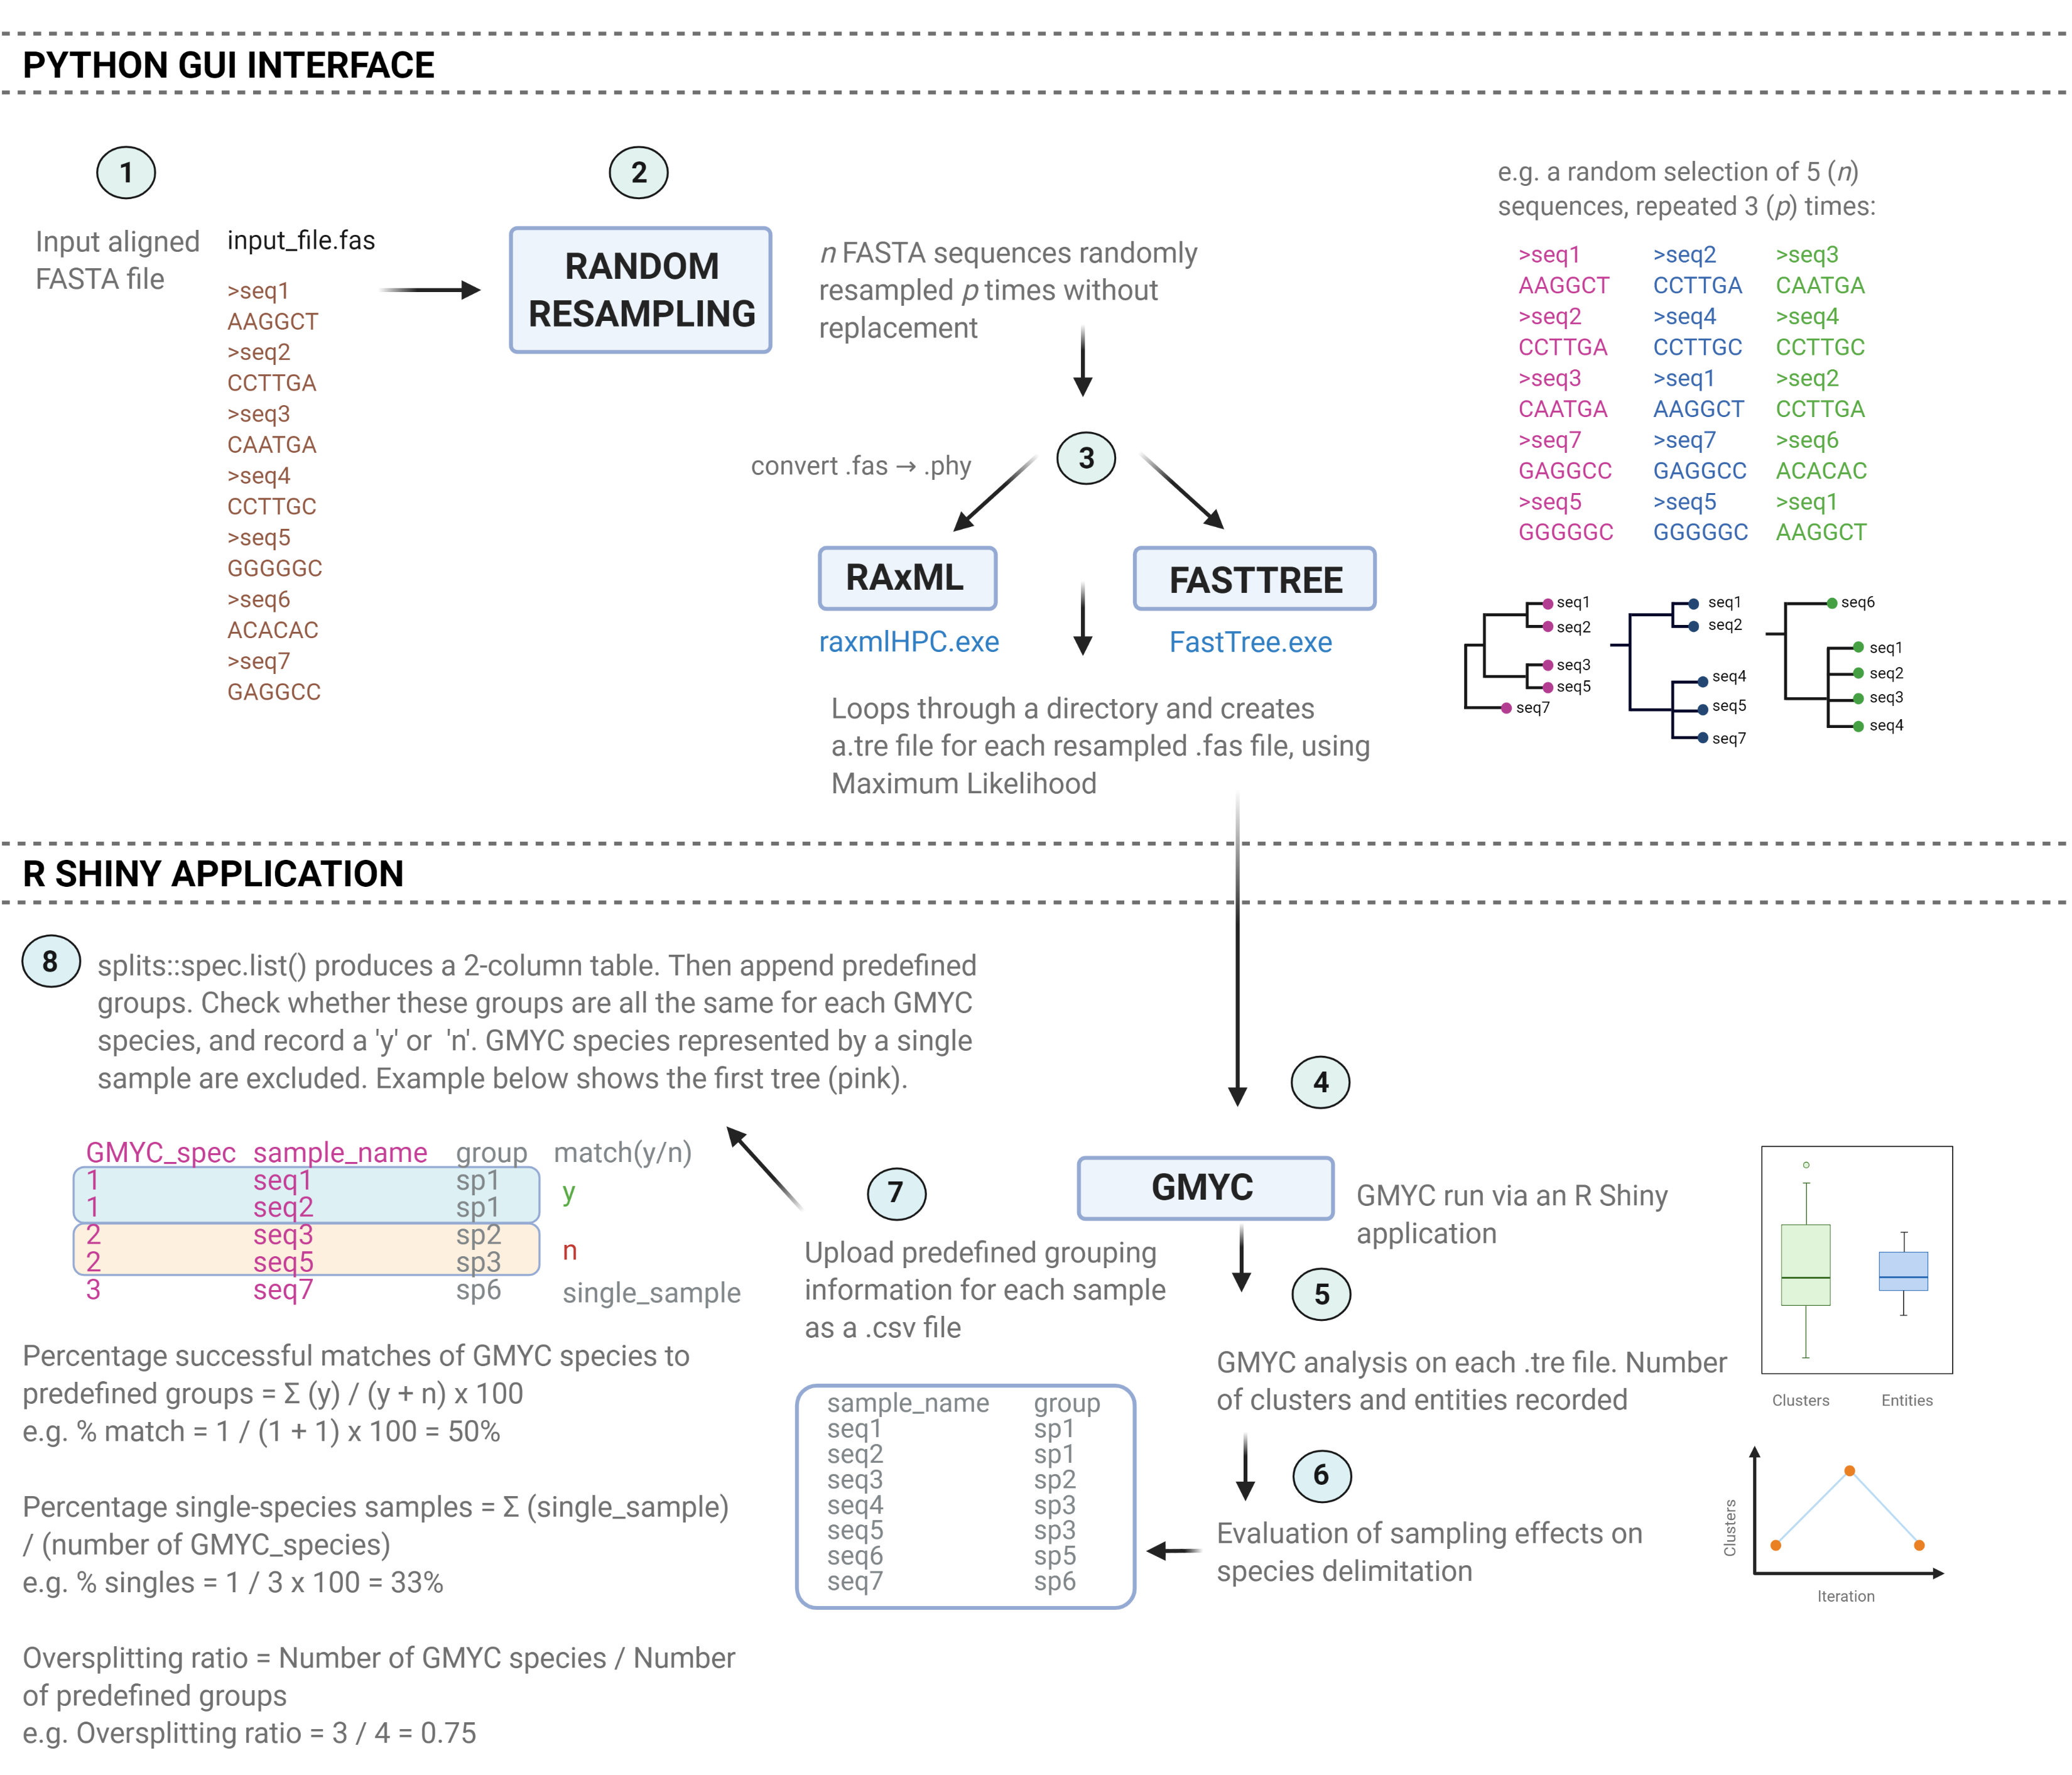 PYTHON GUI INTERFACE
1
Input aligned
FASTA file
input_file.fas
>seq1
AAGGCT
>seq2
CCTTGA
>seq3
CAATGA
>seq4
CCTTGC
>seq5
GGGGGC
>seq6
ACACAC
>seq7
GAGGCC
2
RANDOM
RESAMPLING
n FASTA sequences randomly
resampled p times without
replacement
3
convert .fas → .phy
RAxML
raxmlHPC.exe
FASTTREE
FastTree.exe
Loops through a directory and creates
a.tre file for each resampled .fas file, using
Maximum Likelihood
e.g. a random selection of 5 (n)
sequences, repeated 3 (p) times:
>seq1 >seq2 >seq3
AAGGCT CCTTGA CAATGA
>seq2 >seq4 >seq4
CCTTGA CCTTGC CCTTGC
>seq3 >seq1 >seq2
CAATGA AAGGCT CCTTGA
>seq7 >seq7 >seq6
GAGGCC GAGGCC ACACAC
>seq5 >seq5 >seq1
GGGGGC GGGGGC AAGGCT
seq1
seq2
seq3
seq5
seq7
seq1
seq2
seq4
seq5
seq7
seq6
seq1
seq2
seq3
seq4
R SHINY APPLICATION
4
GMYC
GMYC run via an R Shiny
application
5
GMYC analysis on each .tre file. Number
of clusters and entities recorded
Clusters Entities
6
Evaluation of sampling effects on
species delimitation
Clusters
Iteration
7
Upload predefined grouping
information for each sample
as a .csv file
sample_name group
seq1 sp1
seq2 sp1
seq3 sp2
seq4 sp3
seq5 sp3
seq6 sp5
seq7 sp6
8
splits::spec.list() produces a 2-column table. Then append predefined
groups. Check whether these groups are all the same for each GMYC
species, and record a 'y' or 'n'. GMYC species represented by a single
sample are excluded. Example below shows the first tree (pink).
GMYC_spec sample_name group match(y/n)
1 seq1 sp1
y
1 seq2 sp1
2 seq3 sp2
n
2 seq5 sp3
3 seq7 sp6 single_sample
Percentage successful matches of GMYC species to
predefined groups = Σ (y) / (y + n) x 100
e.g. % match = 1 / (1 + 1) x 100 = 50%
Percentage single-species samples = Σ (single_sample)
/ (number of GMYC_species)
e.g. % singles = 1 / 3 x 100 = 33%
Oversplitting ratio = Number of GMYC species / Number
of predefined groups
e.g. Oversplitting ratio = 3 / 4 = 0.75